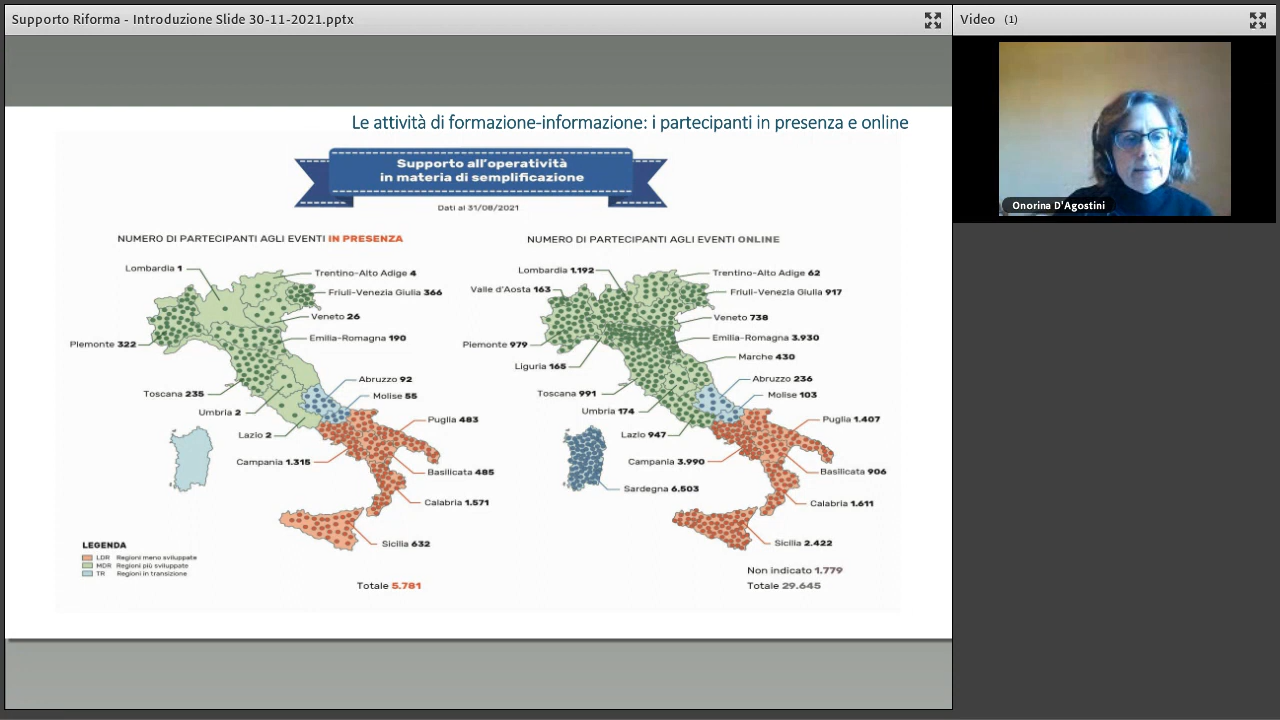 Supporto Riforma - Introduzione Slide 30-11-2021.pptx
Video (1)
Onorina D'Agostini
Le attività di formazione-informazione: i partecipanti in presenza e online
Supporto all'operatività
in materia di semplificazione
Dati al 31/08/2021
NUMERO DI PARTECIPANTI AGLI EVENTI IN PRESENZA
Lombardia 1
Trentino-Alto Adige 4
Friuli-Venezia Giulia 366
Veneto 26
Emilia-Romagna 190
Piemonte 322
Abruzzo 92
Toscana 235
Molise 55
Umbria 2
Puglia 483
Lazio 2
Campania 1.315
Basilicata 485
Calabria 1.571
Sicilia 632
LEGENDA
LDR Regioni meno sviluppate
MDR Regioni più sviluppate
TR Regioni in transizione
Totale 5.781
NUMERO DI PARTECIPANTI AGLI EVENTI ONLINE
Lombardia 1.192
Trentino-Alto Adige 62
Valle d'Aosta 163
Friuli-Venezia Giulia 917
Veneto 738
Emilia-Romagna 3.930
Piemonte 979
Marche 430
Liguria 165
Abruzzo 236
Toscana 991
Molise 103
Umbria 174
Puglia 1.407
Lazio 947
Campania 3.990
Basilicata 906
Sardegna 6.503
Calabria 1.611
Sicilia 2.422
Non indicato 1.779
Totale 29.645